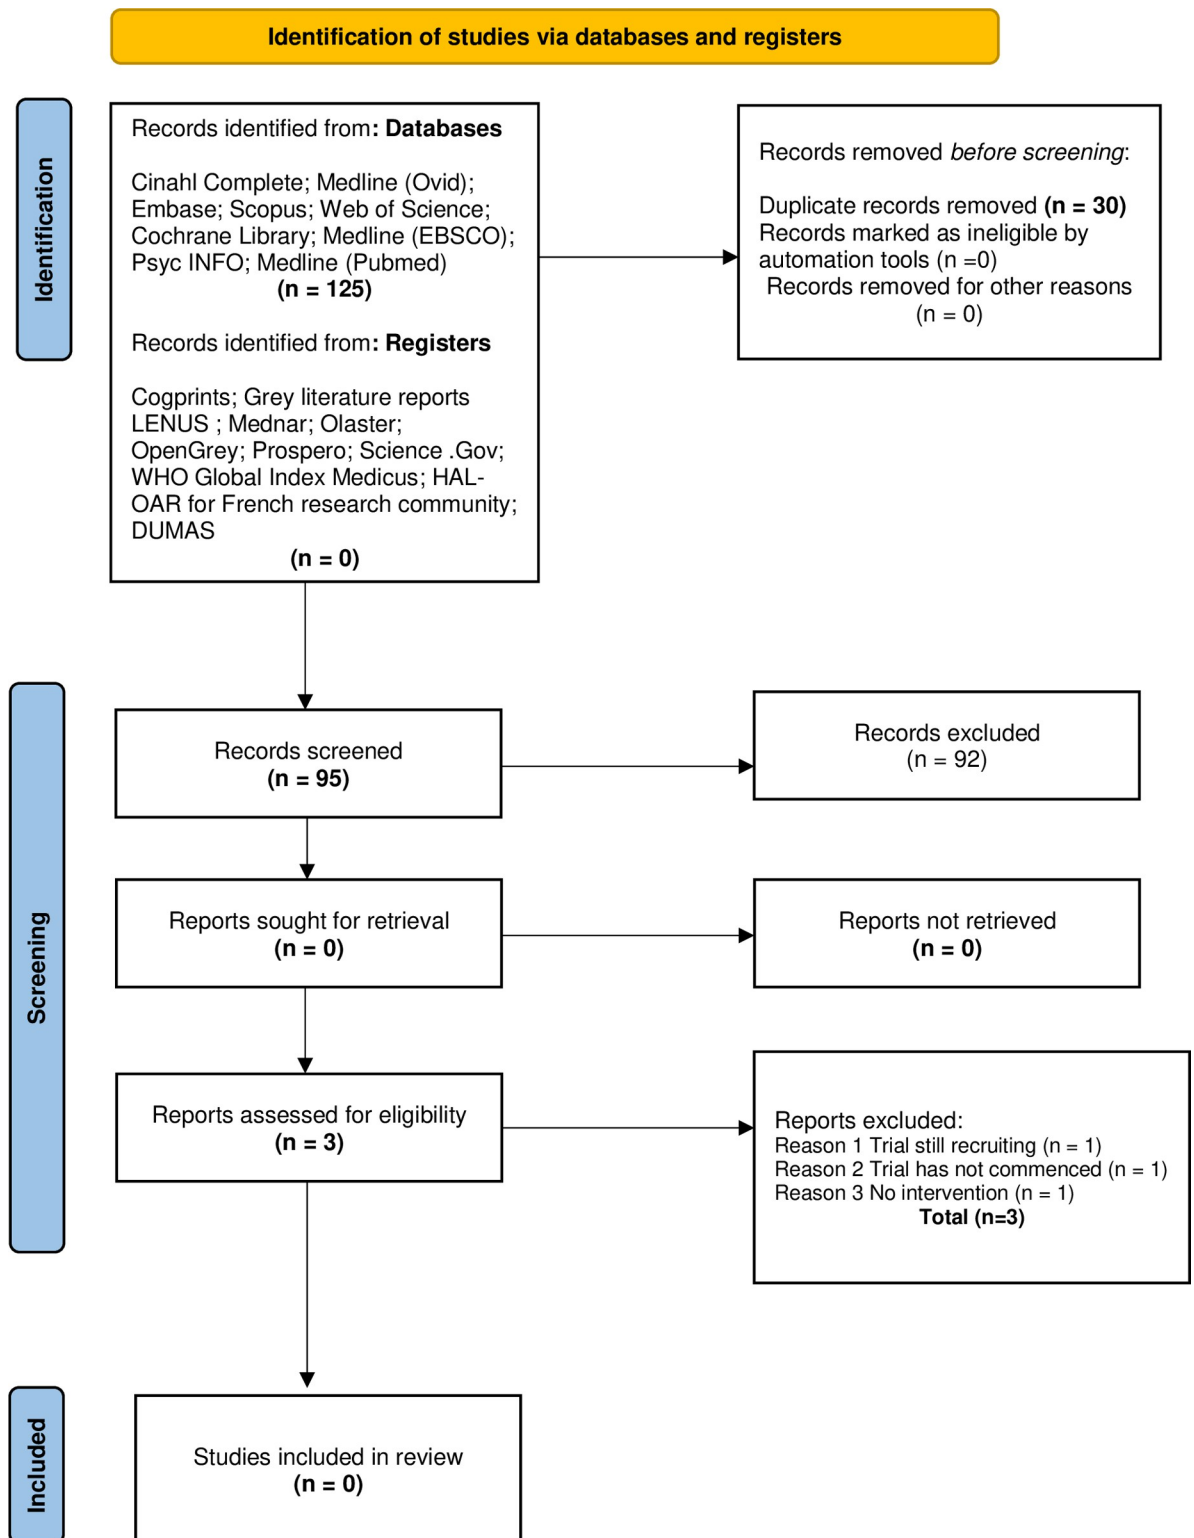 Identification of studies via databases and registers
Identification
Records identified from: Databases
Cinahl Complete; Medline (Ovid);
Embase; Scopus; Web of Science;
Cochrane Library; Medline (EBSCO);
Psyc INFO; Medline (Pubmed)
(n = 125)
Records identified from: Registers
Cogprints; Grey literature reports
LENUS ; Mednar; Olaster;
OpenGrey; Prospero; Science .Gov;
WHO Global Index Medicus; HAL-
OAR for French research community;
DUMAS
(n = 0)
Records removed before screening:
Duplicate records removed (n = 30)
Records marked as ineligible by
automation tools (n =0)
Records removed for other reasons
(n = 0)
Screening
Records screened
(n = 95)
Records excluded
(n = 92)
Reports sought for retrieval
(n = 0)
Reports not retrieved
(n = 0)
Reports assessed for eligibility
(n = 3)
Reports excluded:
Reason 1 Trial still recruiting (n = 1)
Reason 2 Trial has not commenced (n = 1)
Reason 3 No intervention (n = 1)
Total (n=3)
Included
Studies included in review
(n = 0)